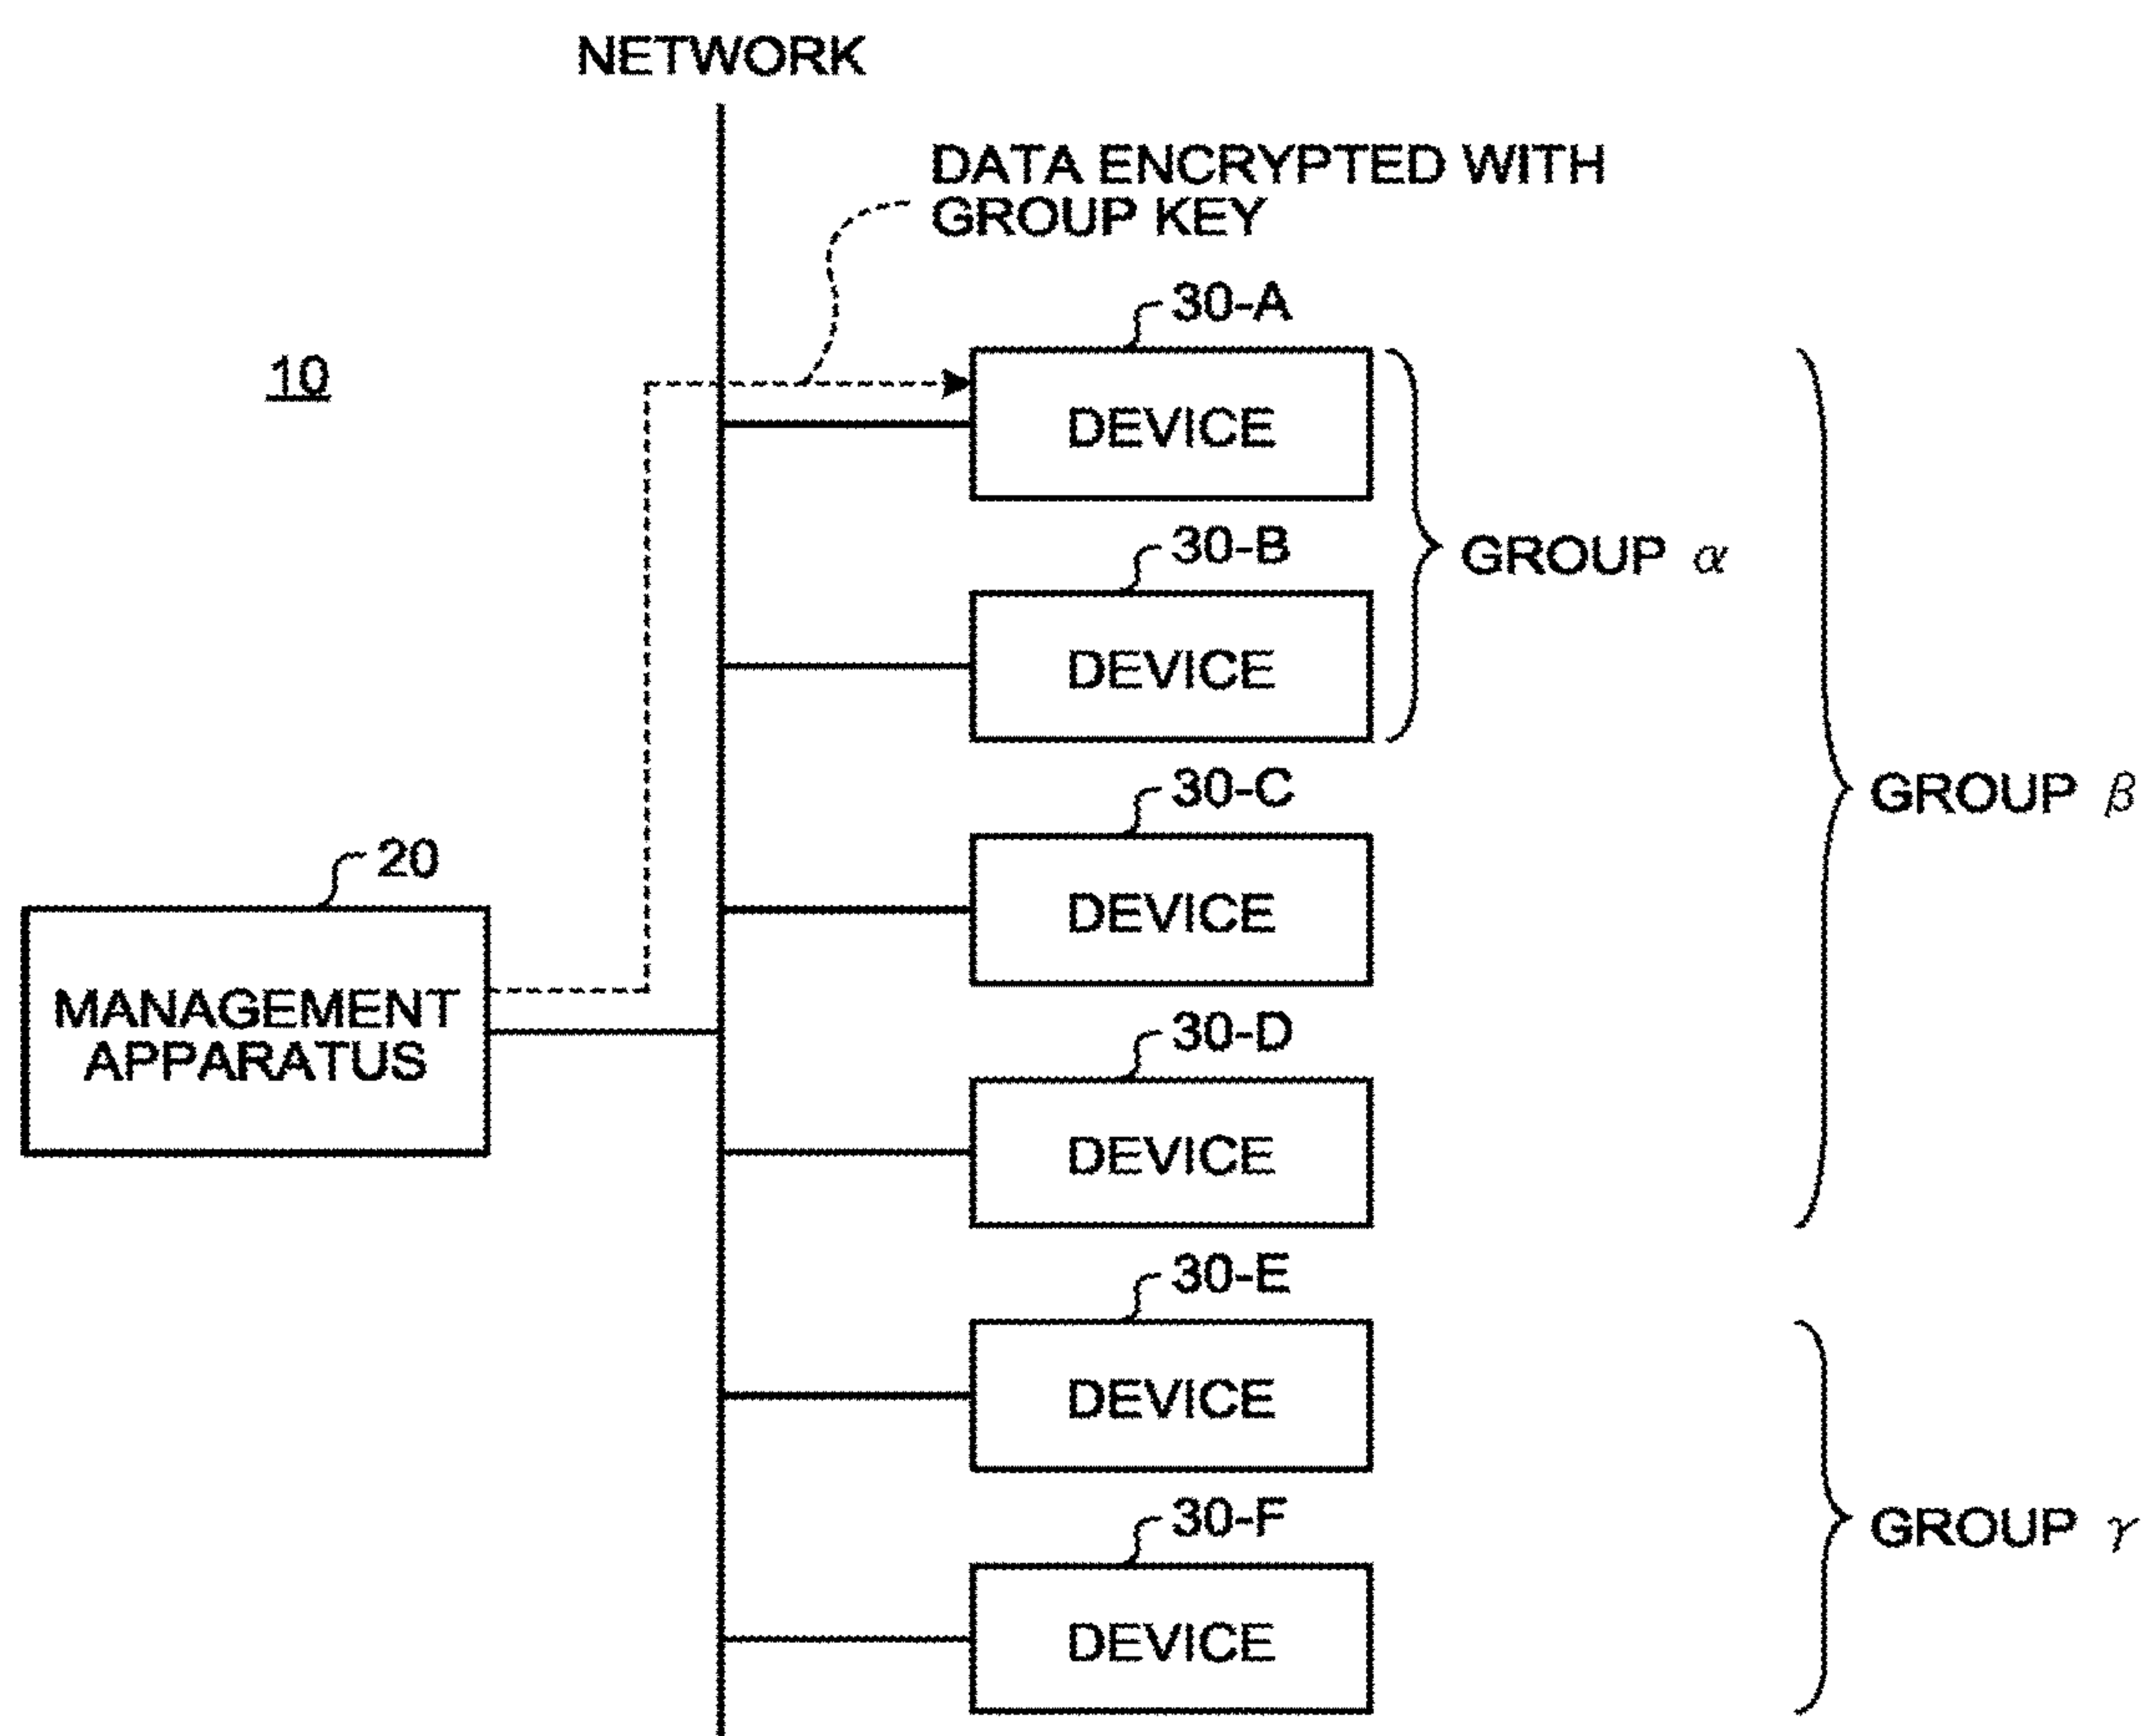 NETWORK
DATA ENCRYPTED WITH
GROUP KEY
10
30-A
DEVICE
GROUP α
30-B
DEVICE
30-C
DEVICE
GROUP β
20
MANAGEMENT
APPARATUS
30-D
DEVICE
30-E
DEVICE
30-F
DEVICE
GROUP γ